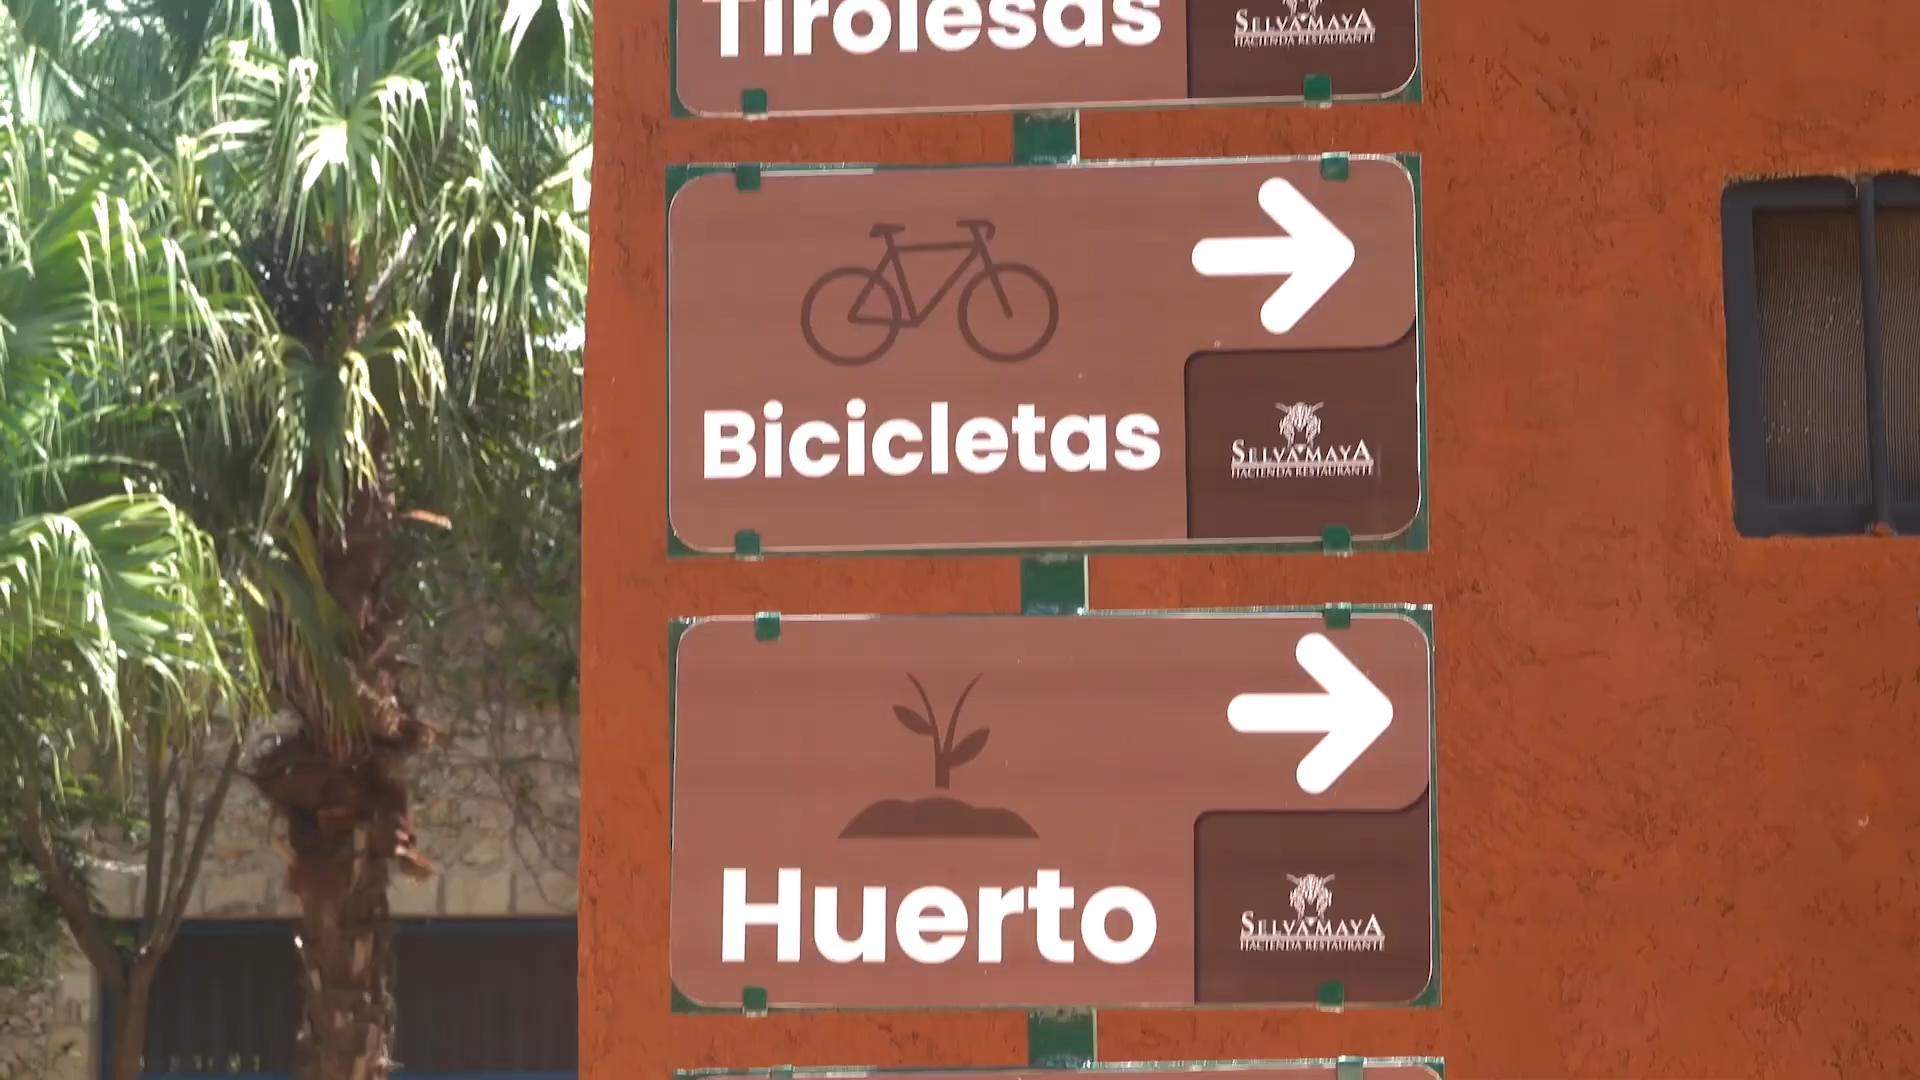 Tirolesas
SELVA MAYA
HACIENDA RESTAURANTE
Bicicletas
SELVA MAYA
HACIENDA RESTAURANTE
Huerto
SELVA MAYA
HACIENDA RESTAURANTE